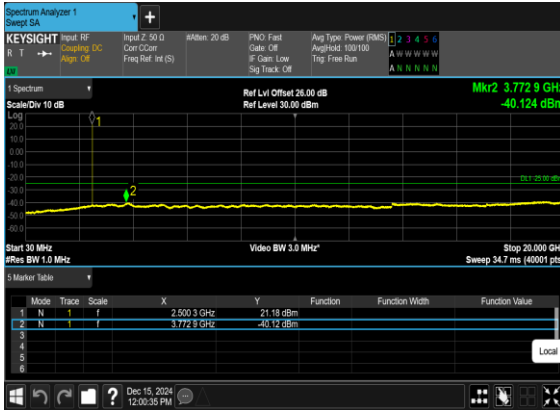 Spectrum Analyzer 1
Swept SA
+
KEYSIGHT Input: RF Input Z: 50 Ω #Atten: 20 dB PNO: Fast Avg Type: Power (RMS) 1 2 3 4 5 6
R T Coupling: DC Corr CCorr Gate: Off Avg|Hold: 100/100 A W W W W W
Align: Off Freq Ref: Int (S) IF Gain: Low Trig: Free Run
Sig Track: Off A N N N N N
1 Spectrum Ref Lvl Offset 26.00 dB Mkr2 3.772 9 GHz
Scale/Div 10 dB Ref Level 30.00 dBm -40.124 dBm
Log
20.0
10.0
0.00
-10.0
-20.0
-30.0
-40.0
-50.0
-60.0
1
2
DL1 -25.00 dBm
Start 30 MHz Video BW 3.0 MHz* Stop 20.000 GHz
#Res BW 1.0 MHz Sweep 34.7 ms (40001 pts)
5 Marker Table
Mode Trace Scale X Y Function Function Width Function Value
1 N 1 f 2.500 3 GHz 21.18 dBm
2 N 1 f 3.772 9 GHz -40.12 dBm
3
4
5
6
Local
? Dec 15, 2024
12:00:35 PM